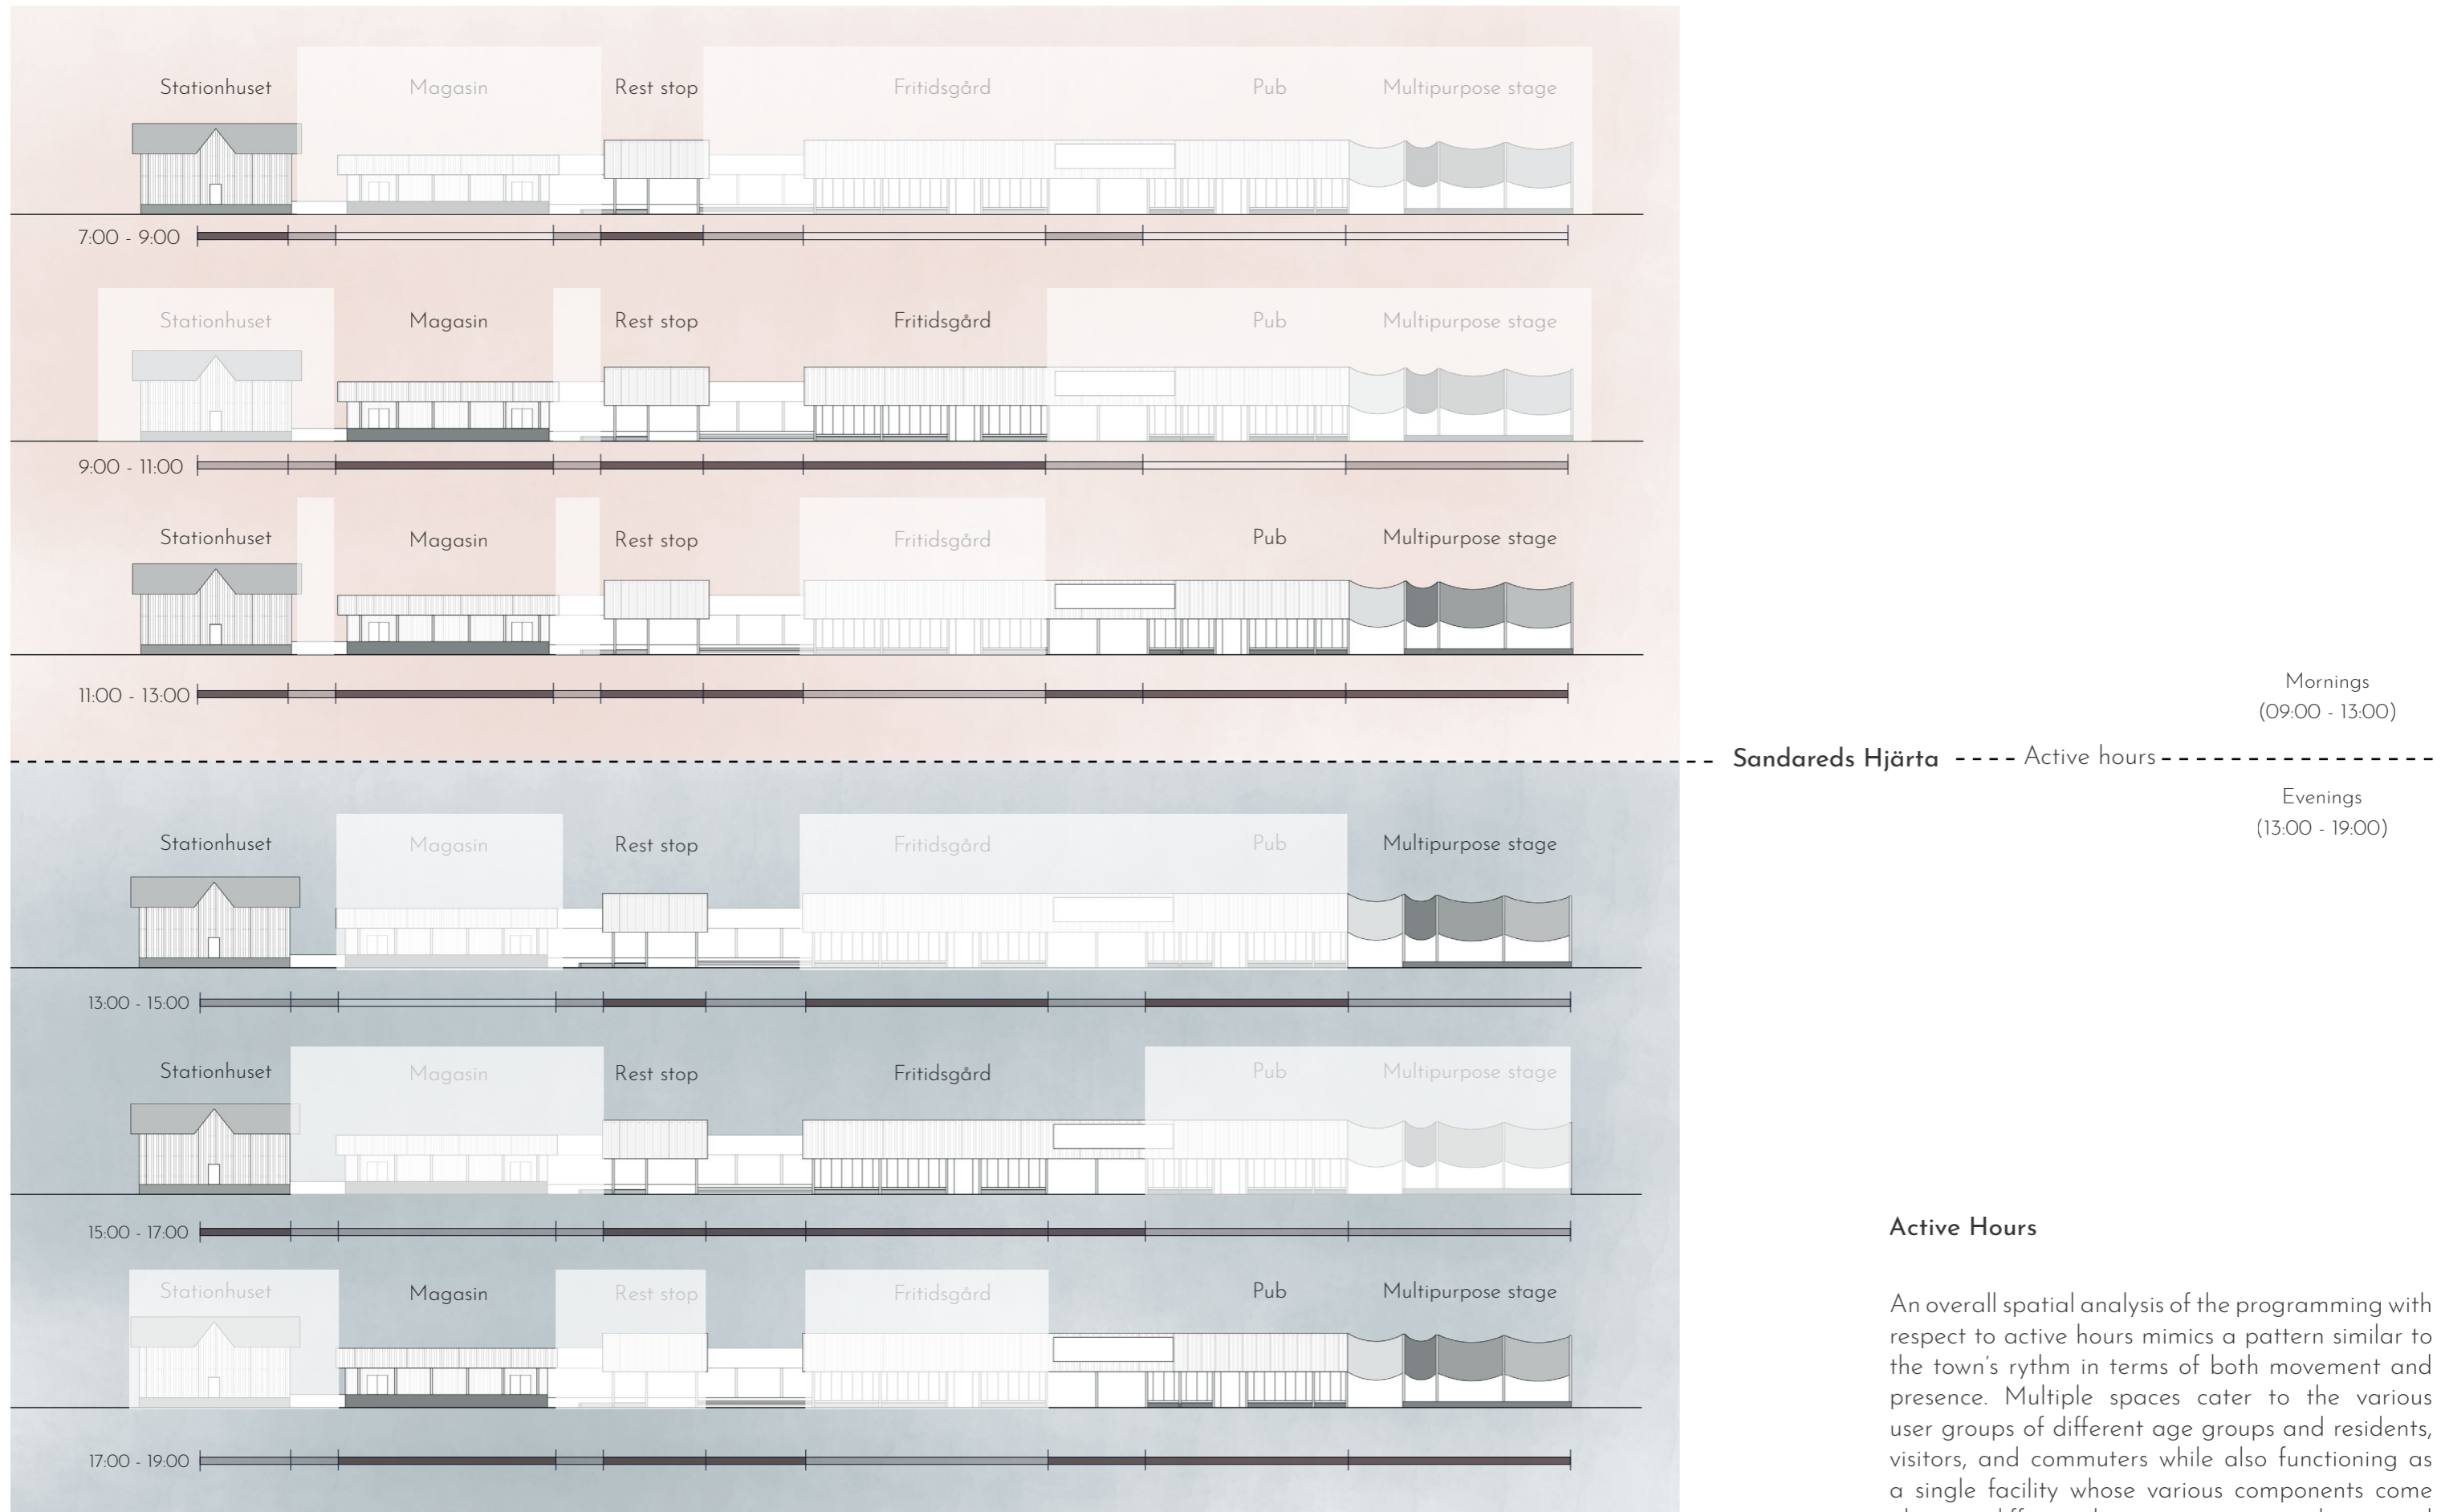 Stationhuset Magasin Rest stop Fritidsgård Pub Multipurpose stage
7:00 - 9:00
Stationhuset Magasin Rest stop Fritidsgård Pub Multipurpose stage
9:00 - 11:00
Stationhuset Magasin Rest stop Fritidsgård Pub Multipurpose stage
11:00 - 13:00
Mornings
(09:00 - 13:00)
Sandareds Hjärta Active hours
Evenings
(13:00 - 19:00)
Stationhuset Magasin Rest stop Fritidsgård Pub Multipurpose stage
13:00 - 15:00
Stationhuset Magasin Rest stop Fritidsgård Pub Multipurpose stage
15:00 - 17:00
Stationhuset Magasin Rest stop Fritidsgård Pub Multipurpose stage
17:00 - 19:00
Active Hours
An overall spatial analysis of the programming with
respect to active hours mimics a pattern similar to
the town's rythm in terms of both movement and
presence. Multiple spaces cater to the various
user groups of different age groups and residents,
visitors, and commuters while also functioning as
a single facility whose various components come